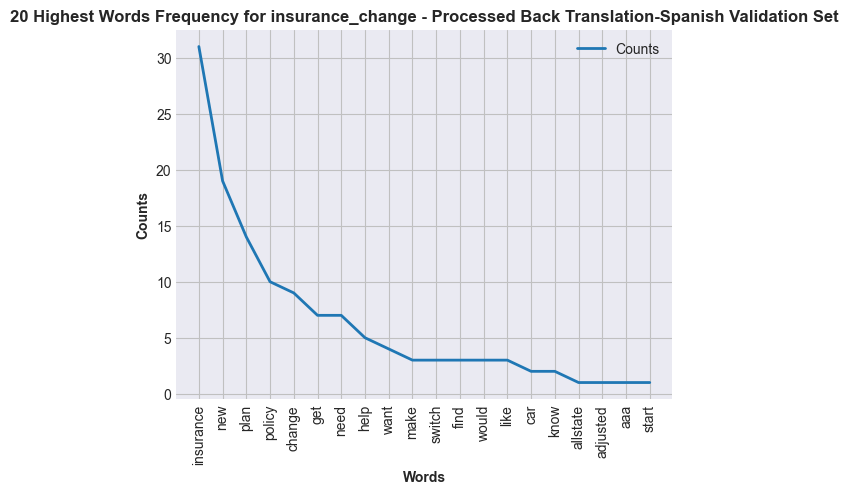 20 Highest Words Frequency for insurance_change - Processed Back Translation-Spanish Validation Set
Counts
30
25
20
15
10
5
0
Counts
insurance
new
plan
policy
change
get
need
help
want
make
switch
find
would
like
car
know
allstate
adjusted
aaa
start
Words